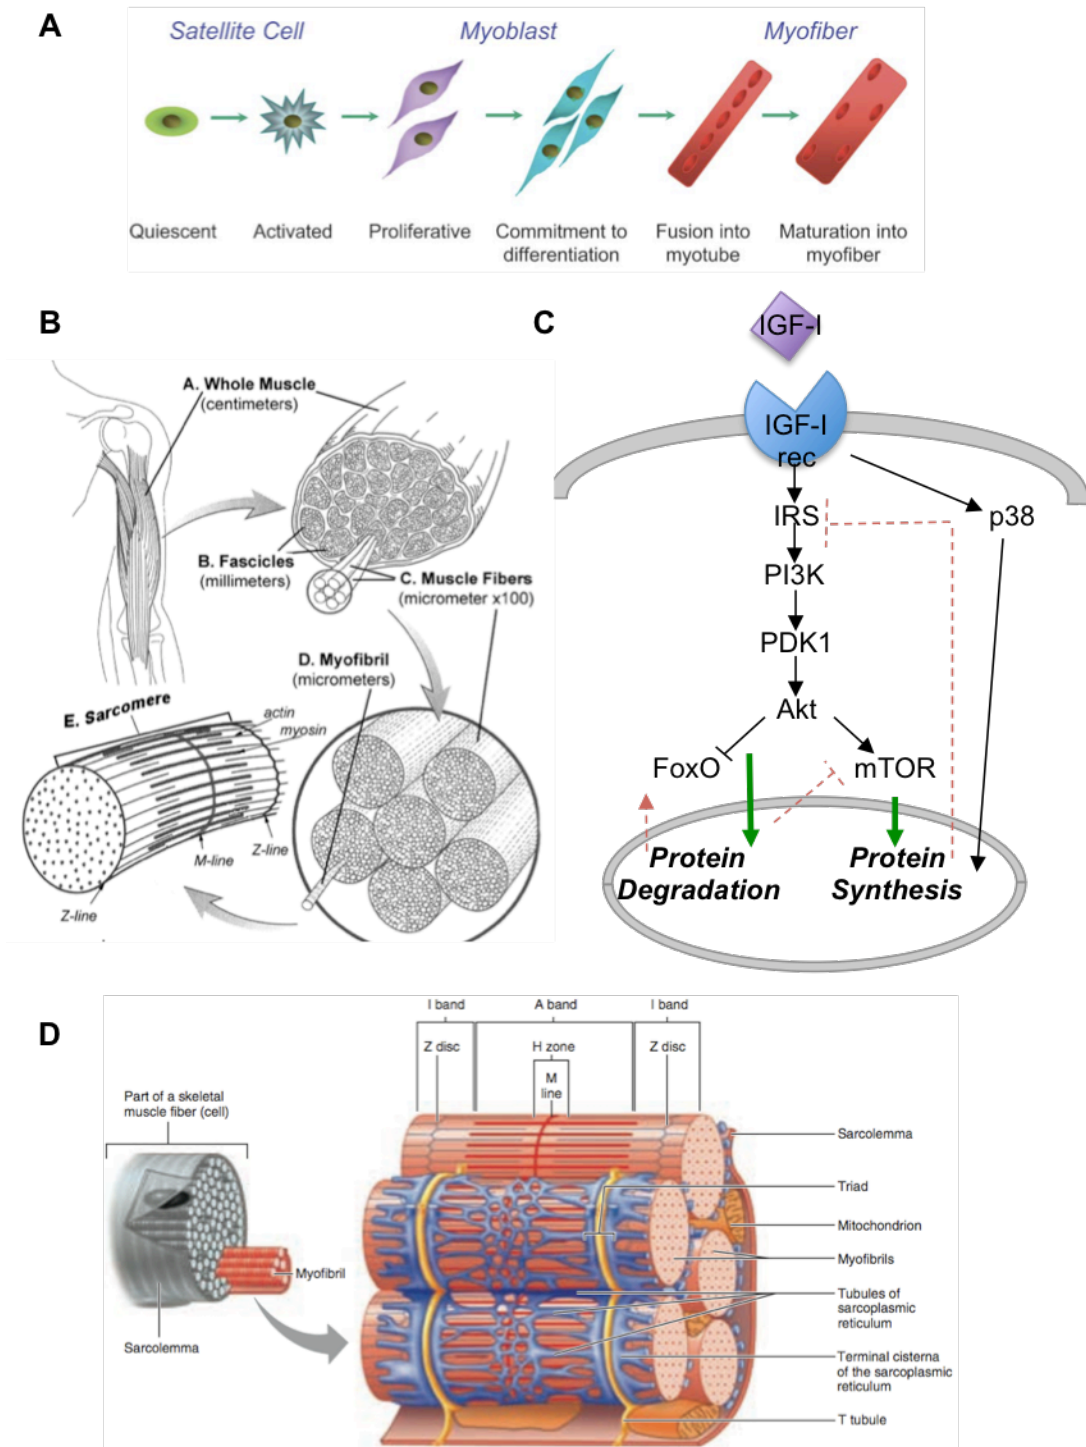 A
Satellite Cell
Myoblast
Myofiber
Quiescent
Activated
Proliferative
Commitment to
differentiation
Fusion into
myotube
Maturation into
myofiber
B
A. Whole Muscle
(centimeters)
B. Fascicles
(millimeters)
C. Muscle Fibers
(micrometer x100)
D. Myofibril
(micrometers)
E. Sarcomere
actin
myosin
M-line
Z-line
Z-line
C
IGF-I
IGF-I
rec
IRS
p38
PI3K
PDK1
Akt
FoxO
mTOR
Protein
Degradation
Protein
Synthesis
D
I band
A band
I band
Z disc
H zone
Z disc
M
line
Part of a skeletal
muscle fiber (cell)
Myofibril
Sarcolemma
Sarcolemma
Triad
Mitochondrion
Myofibrils
Tubules of
sarcoplasmic
reticulum
Terminal cisterna
of the sarcoplasmic
reticulum
T tubule